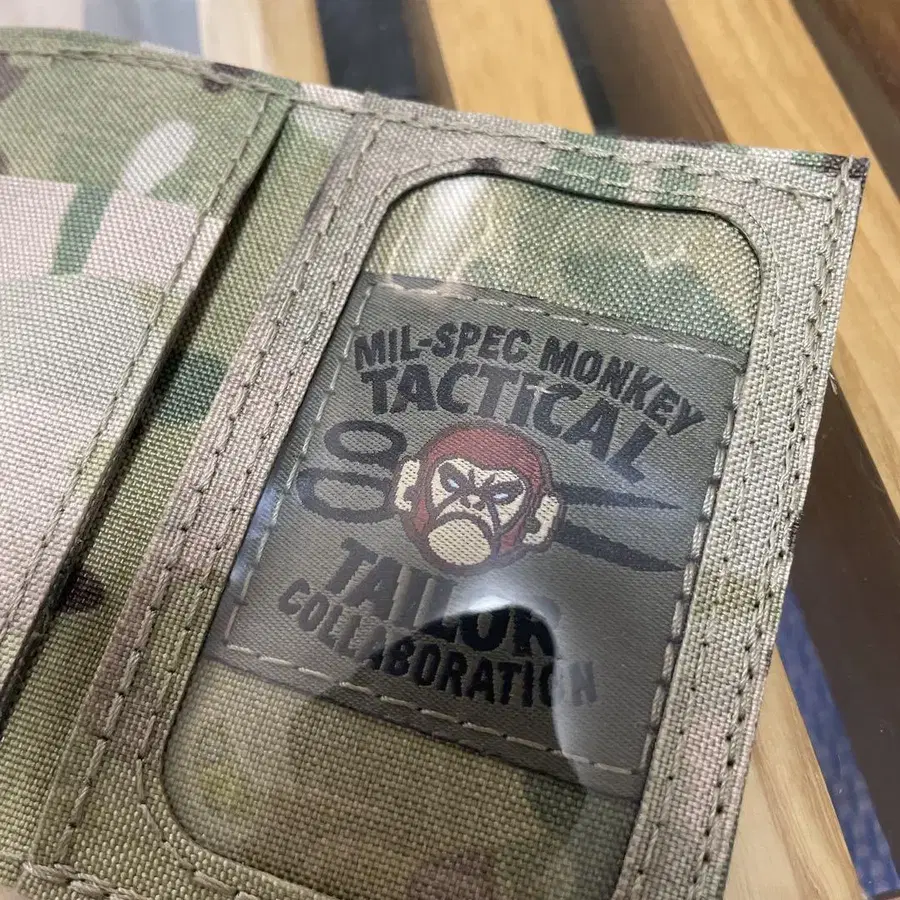 MIL-SPEC MONKEY
TACTICAL
TAILOR
COLLABORATION